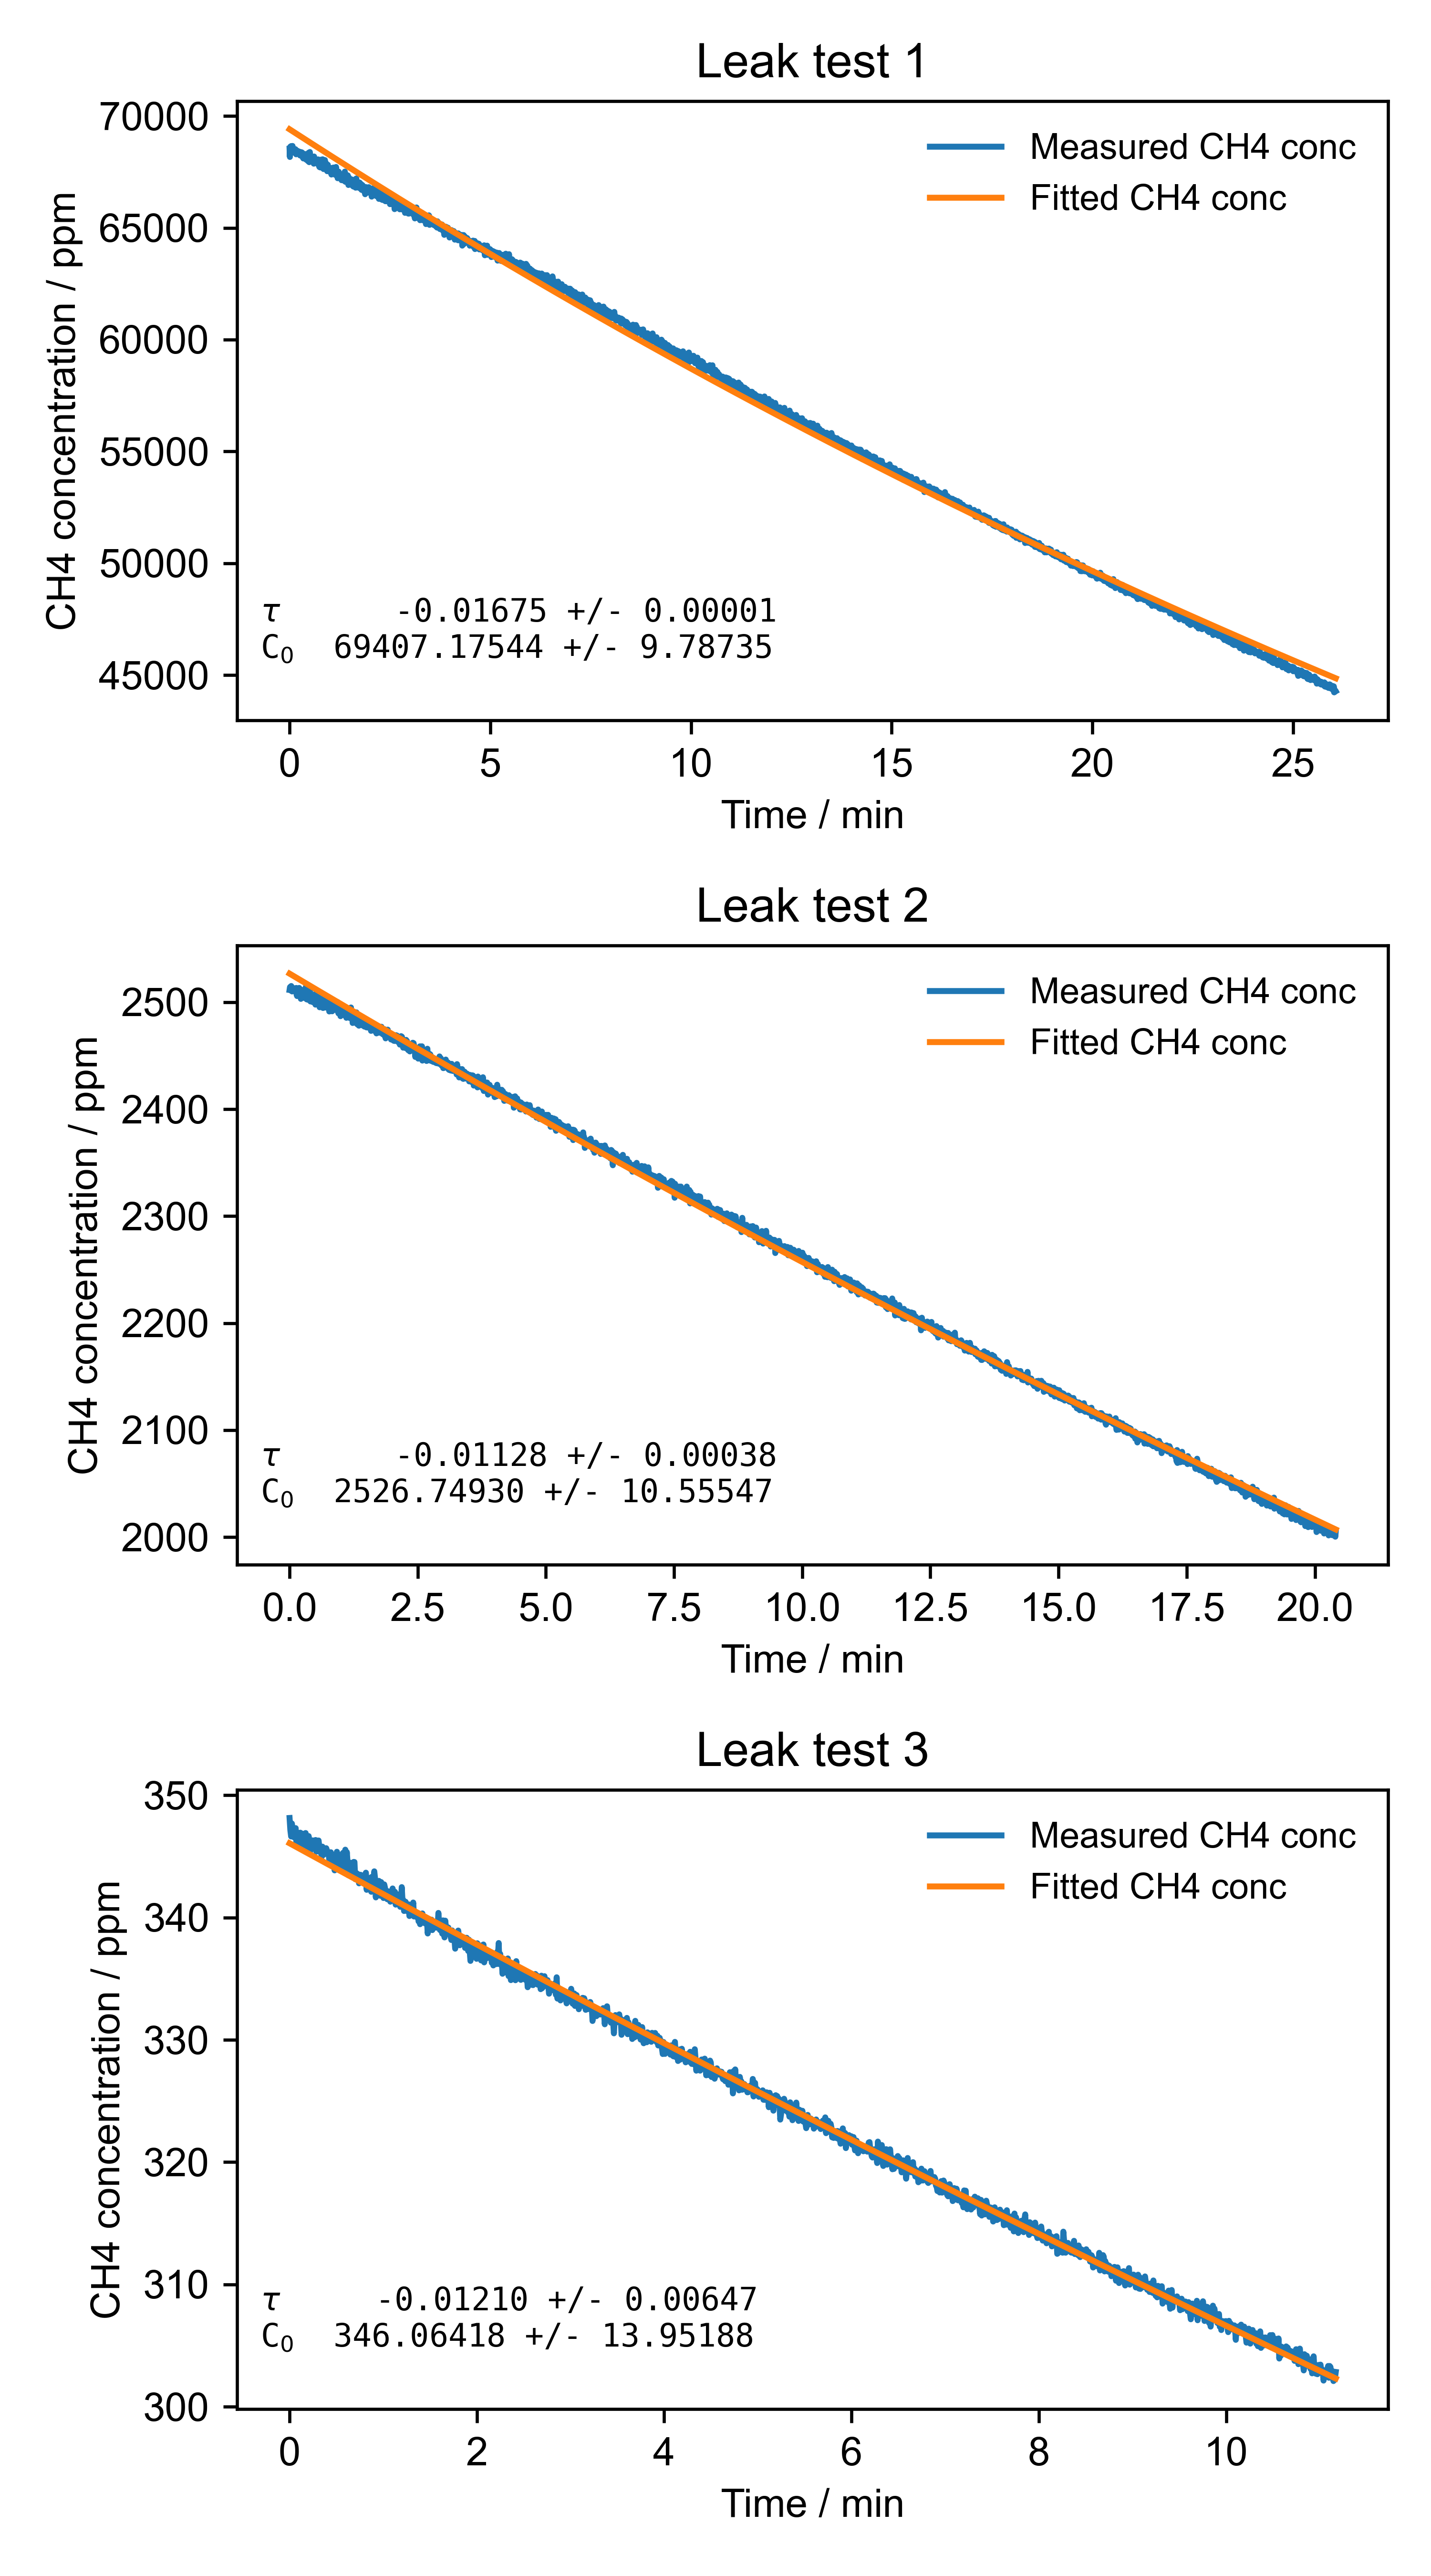 Leak test 1
70000
65000
60000
55000
50000
45000
CH4 concentration / ppm
Measured CH4 conc
Fitted CH4 conc
τ -0.01675 +/- 0.00001
C₀ 69407.17544 +/- 9.78735
0 5 10 15 20 25
Time / min
Leak test 2
2500
2400
2300
2200
2100
2000
CH4 concentration / ppm
Measured CH4 conc
Fitted CH4 conc
τ -0.01128 +/- 0.00038
C₀ 2526.74930 +/- 10.55547
0.0 2.5 5.0 7.5 10.0 12.5 15.0 17.5 20.0
Time / min
Leak test 3
350
340
330
320
310
300
CH4 concentration / ppm
Measured CH4 conc
Fitted CH4 conc
τ -0.01210 +/- 0.00647
C₀ 346.06418 +/- 13.95188
0 2 4 6 8 10
Time / min